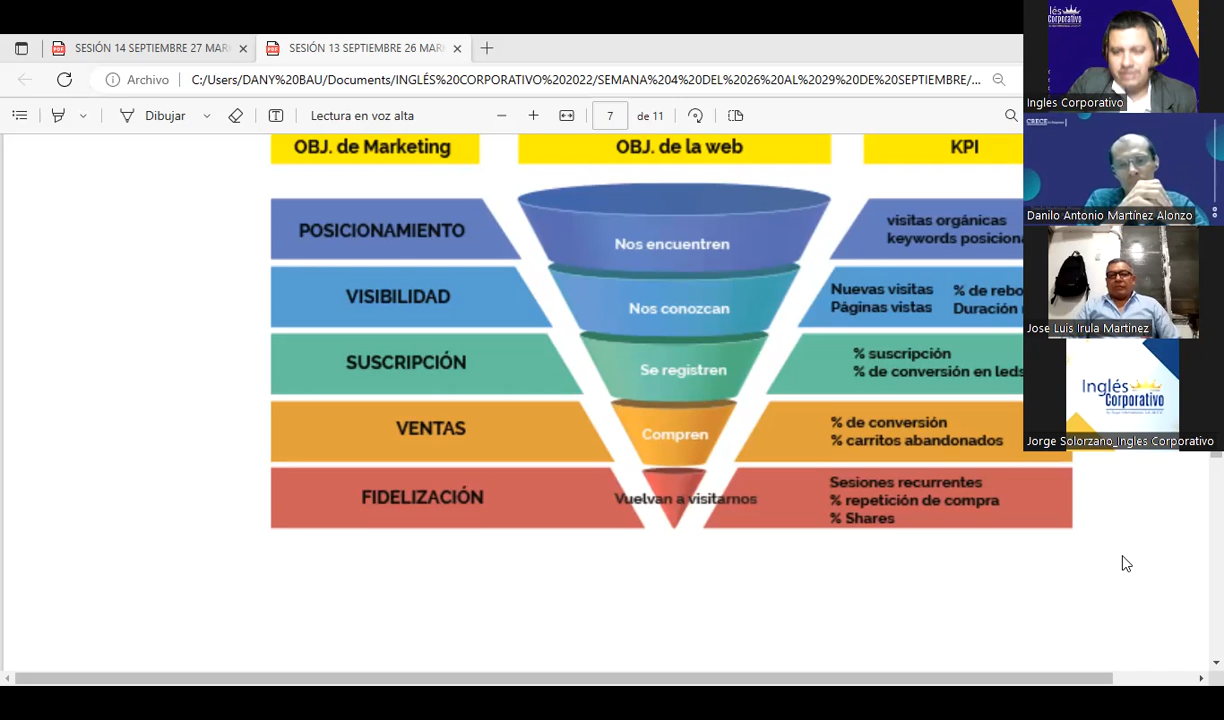 SESIÓN 14 SEPTIEMBRE 27 MAR
SESIÓN 13 SEPTIEMBRE 26 MAR
Archivo
C:/Users/DANY%20BAU/Documents/INGLÉS%20CORPORATIVO%202022/SEMANA%204%20DEL%2026%20AL%2029%20DE%20SEPTIEMBRE/...
Dibujar
Lectura en voz alta
7
de 11
OBJ. de Marketing
OBJ. de la web
KPI
POSICIONAMIENTO
Nos encuentren
visitas orgánicas
keywords posiciona
VISIBILIDAD
Nos conozcan
Nuevas visitas
% de rebo
Páginas vistas
Duración
SUSCRIPCIÓN
Se registren
% suscripción
% de conversión en leds
VENTAS
Compren
% de conversión
% carritos abandonados
FIDELIZACIÓN
Vuelvan a visitarnos
Sesiones recurrentes
% repetición de compra
% Shares
lés
Corporativo
Ingles Corporativo
CRECE
Danilo Antonio Martínez Alonzo
Jose Luis Irula Martinez
Inglés
Corporativo
Jorge Solorzano_Ingles Corporativo